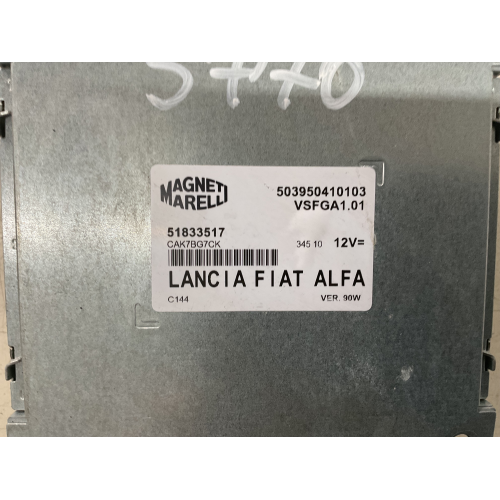 5770
MAGNETI
MARELLI
503950410103
VSFGA1.01
51833517
CAK7BG7CK
345 10 12V=
LANCIA FIAT ALFA
C144 VER. 90W